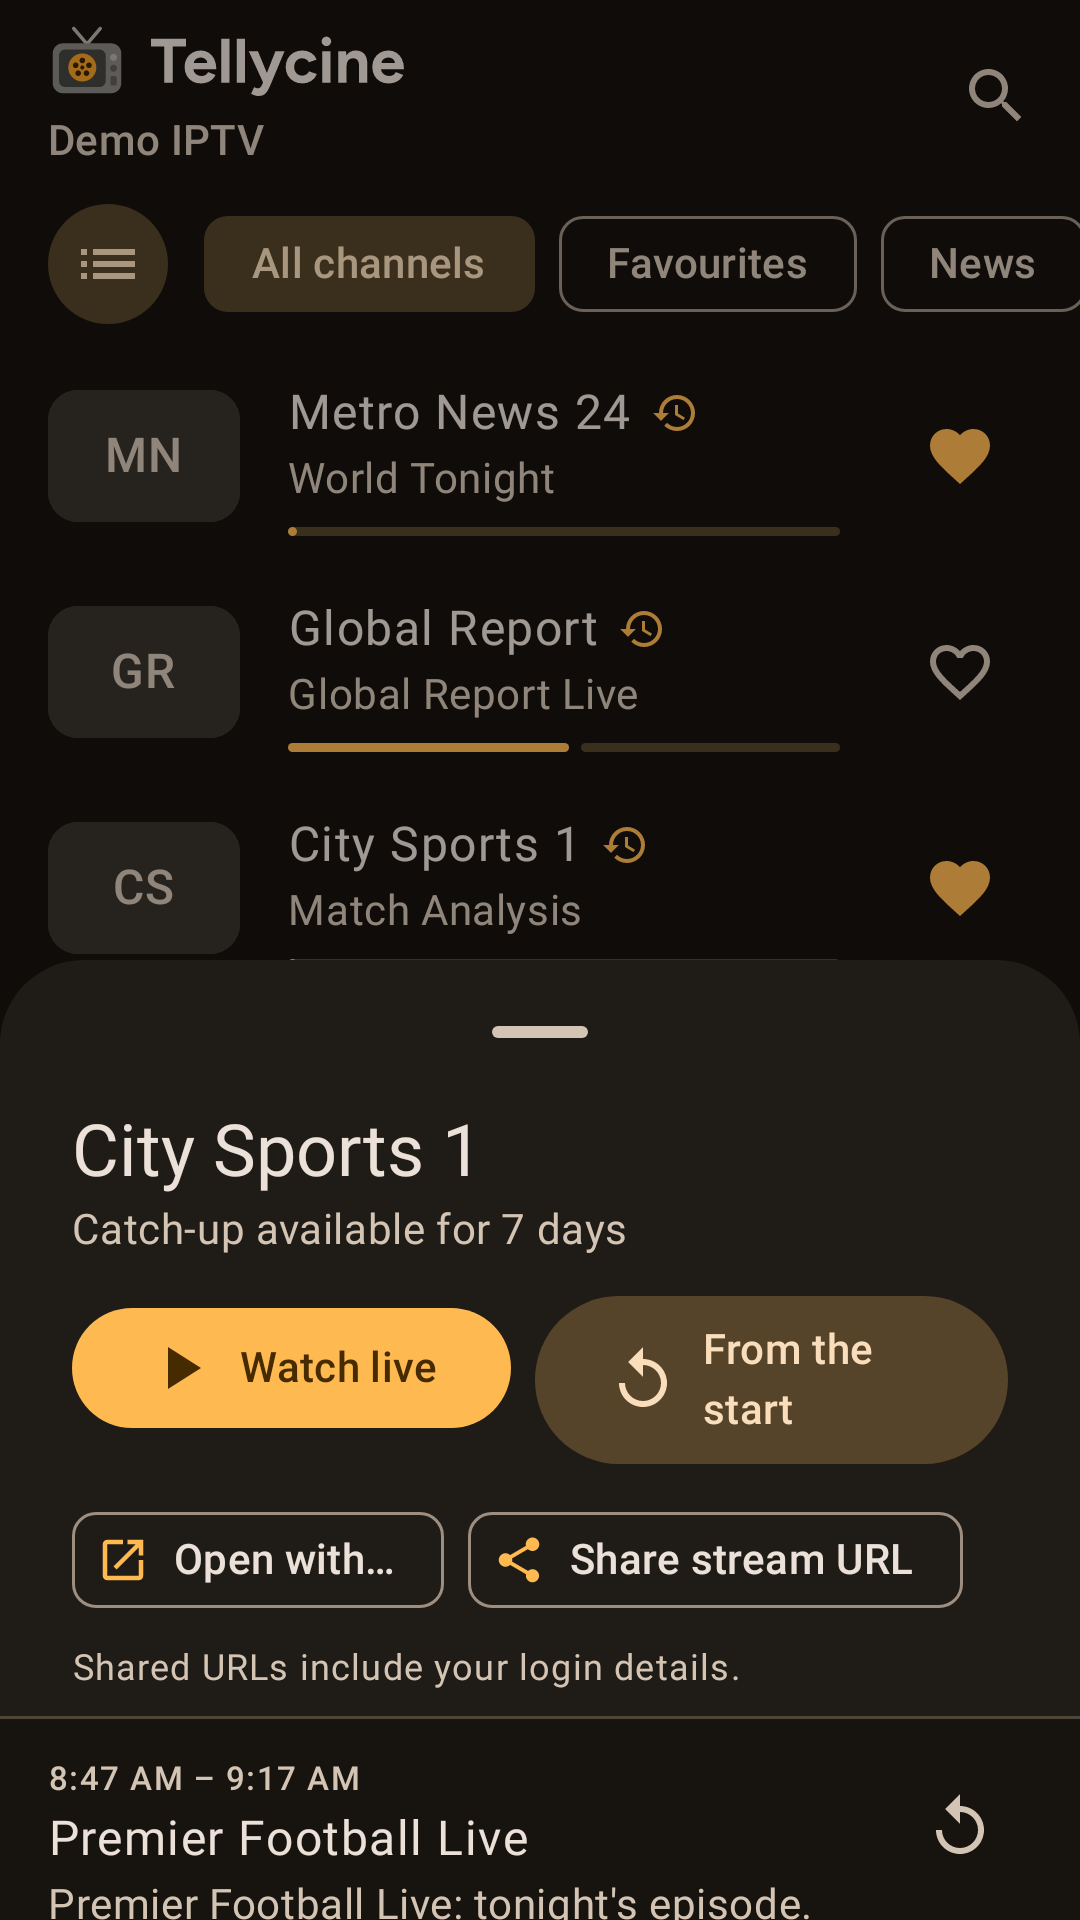 Tellycine
Demo IPTV
All channels
Favourites
News
MN
Metro News 24
World Tonight
GR
Global Report
Global Report Live
CS
City Sports 1
Match Analysis
City Sports 1
Catch-up available for 7 days
Watch live
From the
start
Open with…
Share stream URL
Shared URLs include your login details.
8:47 AM – 9:17 AM
Premier Football Live
Premier Football Live: tonight's episode.